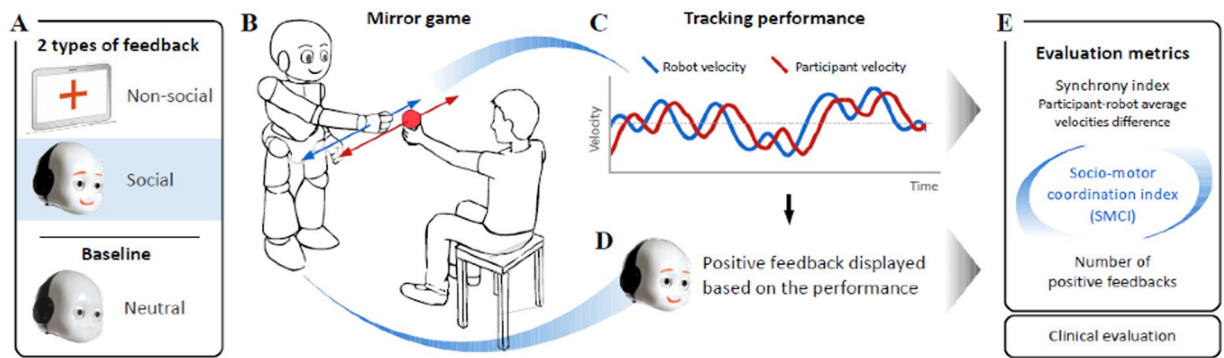 A
2 types of feedback
Non-social
Social
Baseline
Neutral
B
Mirror game
C
Tracking performance
Robot velocity
Participant velocity
Velocity
Time
D
Positive feedback displayed
based on the performance
E
Evaluation metrics
Synchrony index
Participant-robot average
velocities difference
Socio-motor
coordination index
(SMCI)
Number of
positive feedbacks
Clinical evaluation